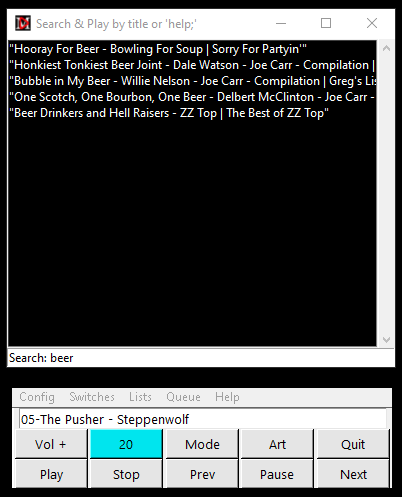 Search & Play by title or 'help;'
"Hooray For Beer - Bowling For Soup | Sorry For Partyin'"
"Honkiest Tonkiest Beer Joint - Dale Watson - Joe Carr - Compilation |
"Bubble in My Beer - Willie Nelson - Joe Carr - Compilation | Greg's Lis
"One Scotch, One Bourbon, One Beer - Delbert McClinton - Joe Carr -
"Beer Drinkers and Hell Raisers - ZZ Top | The Best of ZZ Top"
Search: beer
Config Switches Lists Queue Help
05-The Pusher - Steppenwolf
Vol + 20 Mode Art Quit
Play Stop Prev Pause Next